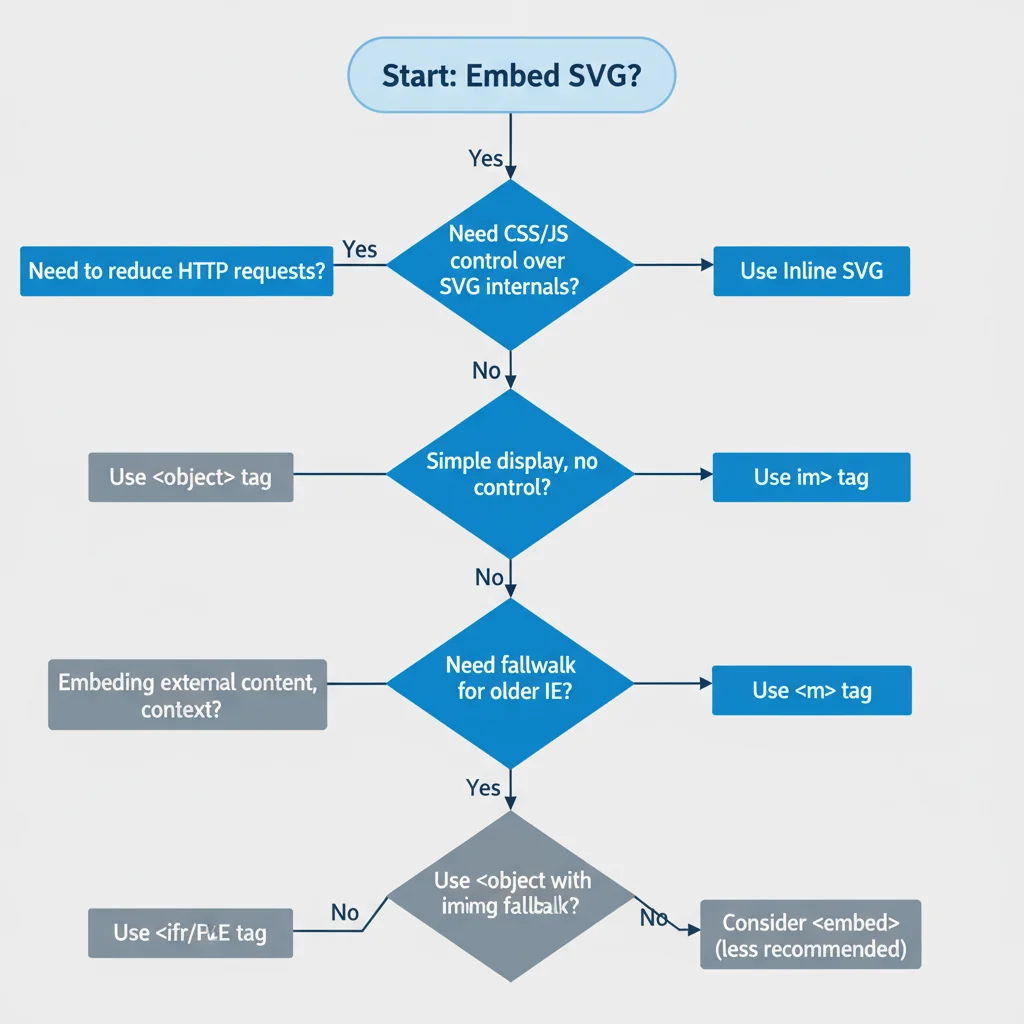 Start: Embed SVG?
Yes
Need CSS/JS
control over
SVG internals?
Yes
Need to reduce HTTP requests?
Use Inline SVG
No
Simple display, no
control?
Use <object> tag
Use im> tag
No
Need fallwalk
for older IE?
Embeding external content,
context?
Use <m> tag
Yes
Use <object with
fallbalk?
No
Use tag
No
Consider <embed>
(less recommended)